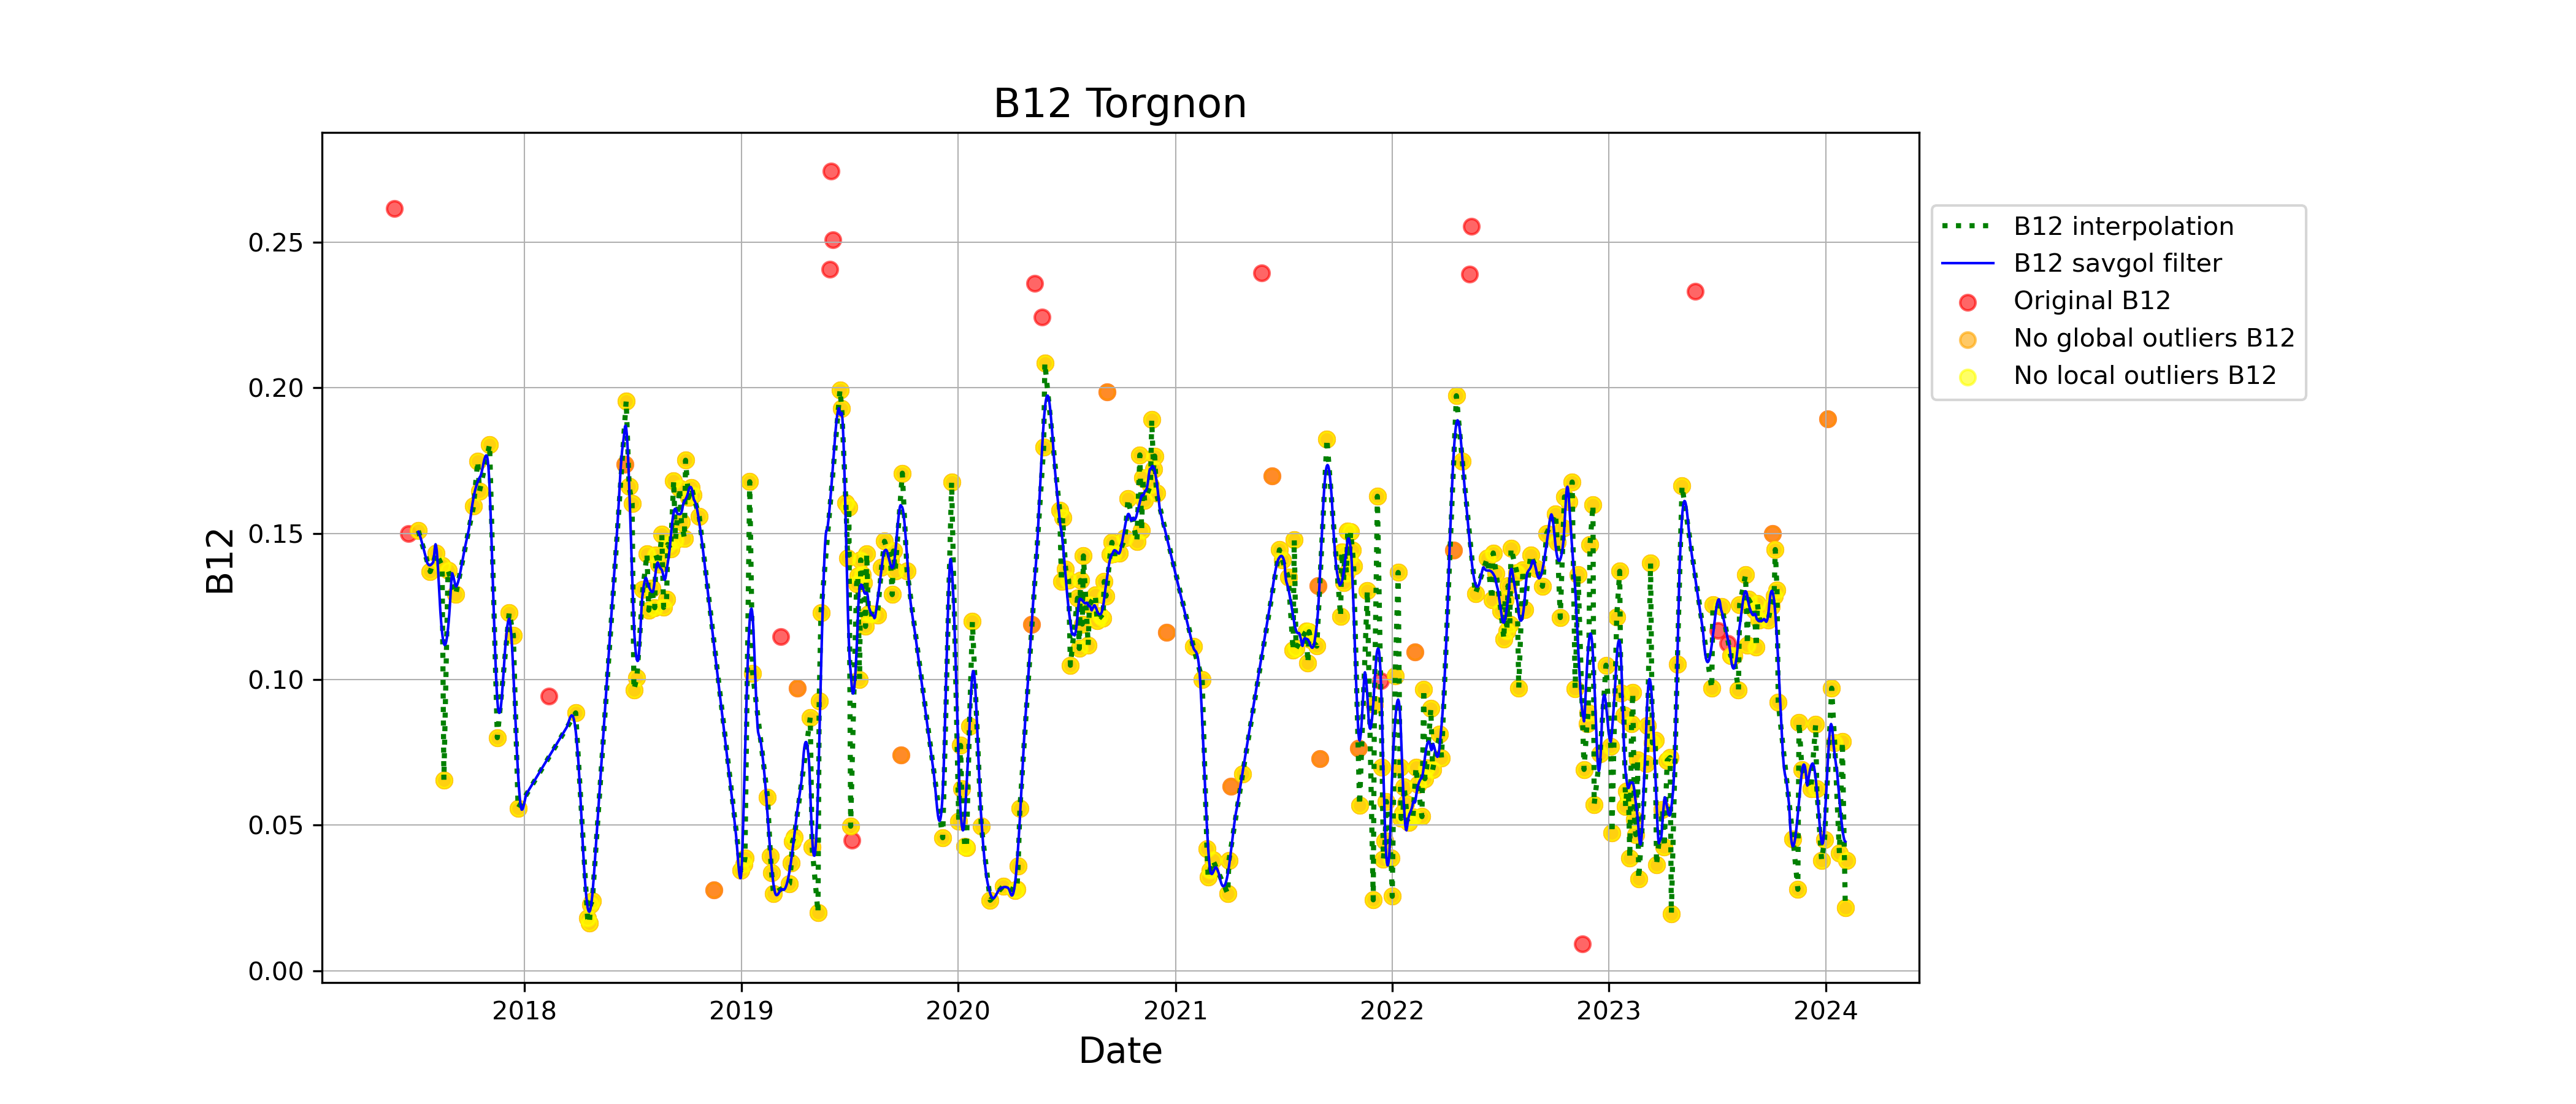 B12 Torgnon
B12
0.25
0.20
0.15
0.10
0.05
0.00
2018 2019 2020 2021 2022 2023 2024
Date
B12 interpolation
B12 savgol filter
Original B12
No global outliers B12
No local outliers B12